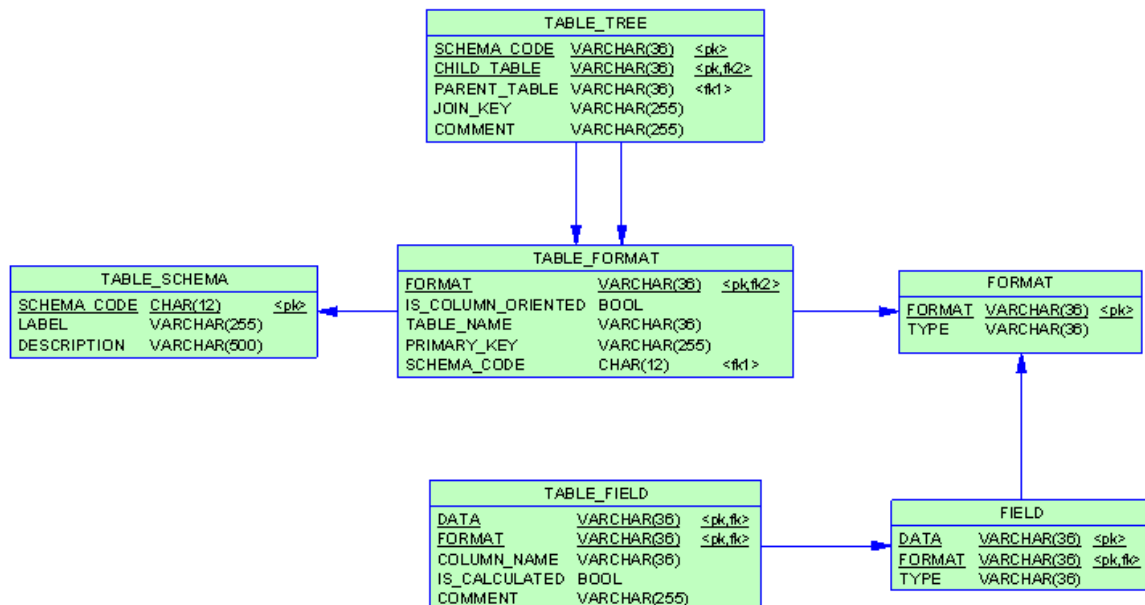 TABLE_TREE
SCHEMA_CODE VARCHAR(36) <pk>
CHILD_TABLE VARCHAR(36) <pk,fk2>
PARENT_TABLE VARCHAR(36) <fk1>
JOIN_KEY VARCHAR(255)
COMMENT VARCHAR(255)
TABLE_SCHEMA
SCHEMA_CODE CHAR(12) <pk>
LABEL VARCHAR(255)
DESCRIPTION VARCHAR(500)
TABLE_FORMAT
FORMAT VARCHAR(36) <pk,fk2>
IS_COLUMN_ORIENTED BOOL
TABLE_NAME VARCHAR(36)
PRIMARY_KEY VARCHAR(255)
SCHEMA_CODE CHAR(12) <fk1>
FORMAT
FORMAT VARCHAR(36) <pk>
TYPE VARCHAR(36)
TABLE_FIELD
DATA VARCHAR(36) <pk,fk>
FORMAT VARCHAR(36) <pk,fk>
COLUMN_NAME VARCHAR(36)
IS_CALCULATED BOOL
COMMENT VARCHAR(255)
FIELD
DATA VARCHAR(36) <pk>
FORMAT VARCHAR(36) <pk,fk>
TYPE VARCHAR(36)